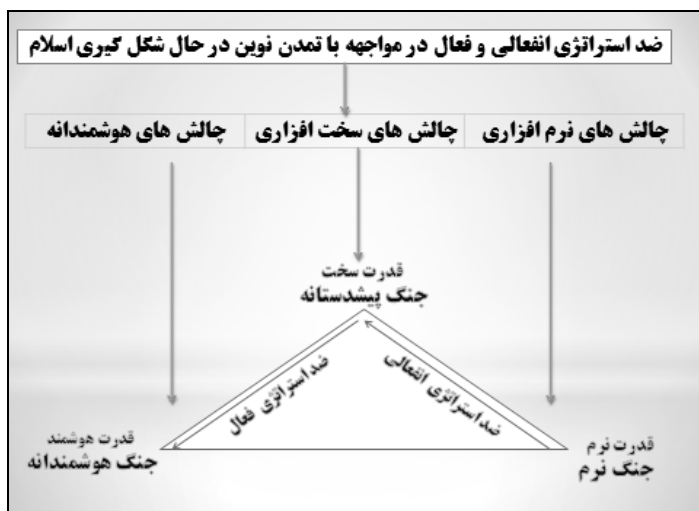 ضد استراتژی انفعالی و فعال در مواجهه با تمدن نوین در حال شکل گیری اسلام
چالش های نرم افزاری
چالش های سخت افزاری
چالش های هوشمندانه
قدرت سخت
جنگ پیشدستانه
ضد استراتژی انفعالی
ضد استراتژی فعال
قدرت نرم
جنگ نرم
قدرت هوشمند
جنگ هوشمندانه